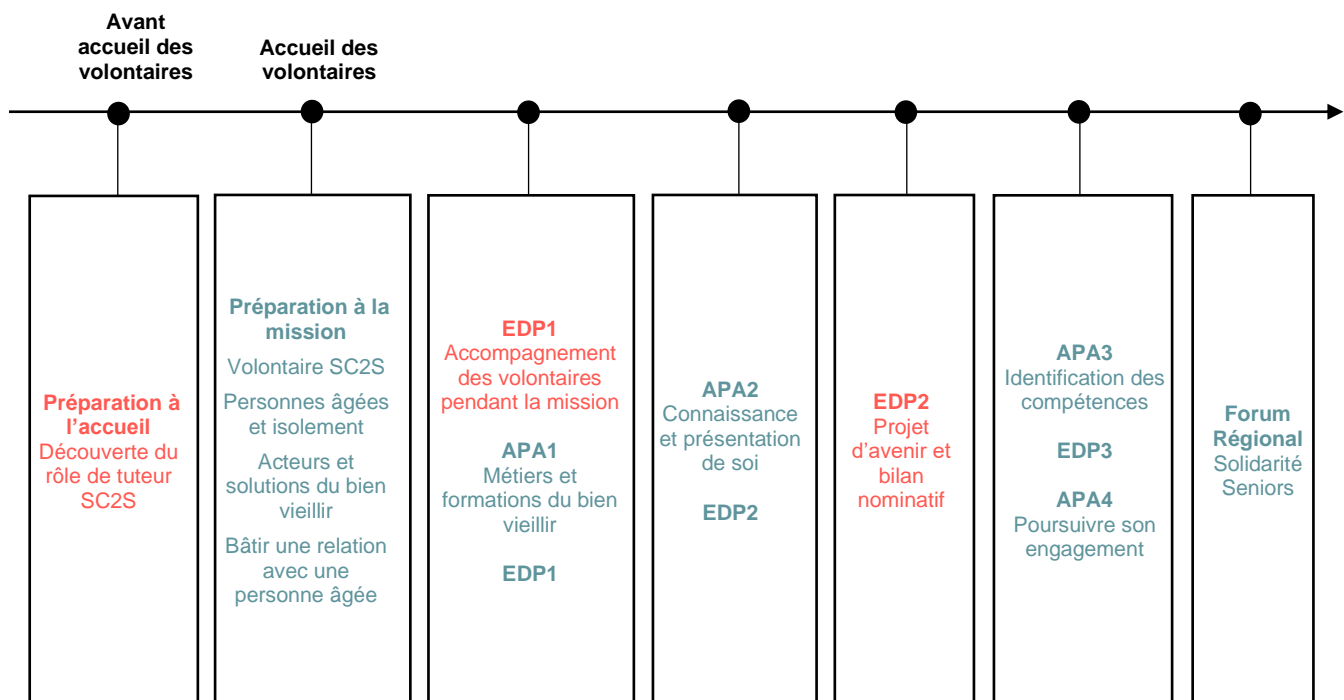 Avant
accueil des
volontaires
Accueil des
volontaires
Préparation à
l'accueil
Découverte du
rôle de tuteur
SC2S
Préparation à la
mission
Volontaire SC2S
Personnes âgées
et isolement
Acteurs et
solutions du bien
vieillir
Bâtir une relation
avec une
personne âgée
EDP1
Accompagnement
des volontaires
pendant la mission
APA1
Métiers et
formations du bien
vieillir
EDP1
APA2
Connaissance
et présentation
de soi
EDP2
EDP2
Projet
d'avenir et
bilan
nominatif
APA3
Identification des
compétences
EDP3
APA4
Poursuivre son
engagement
Forum
Régional
Solidarité
Seniors